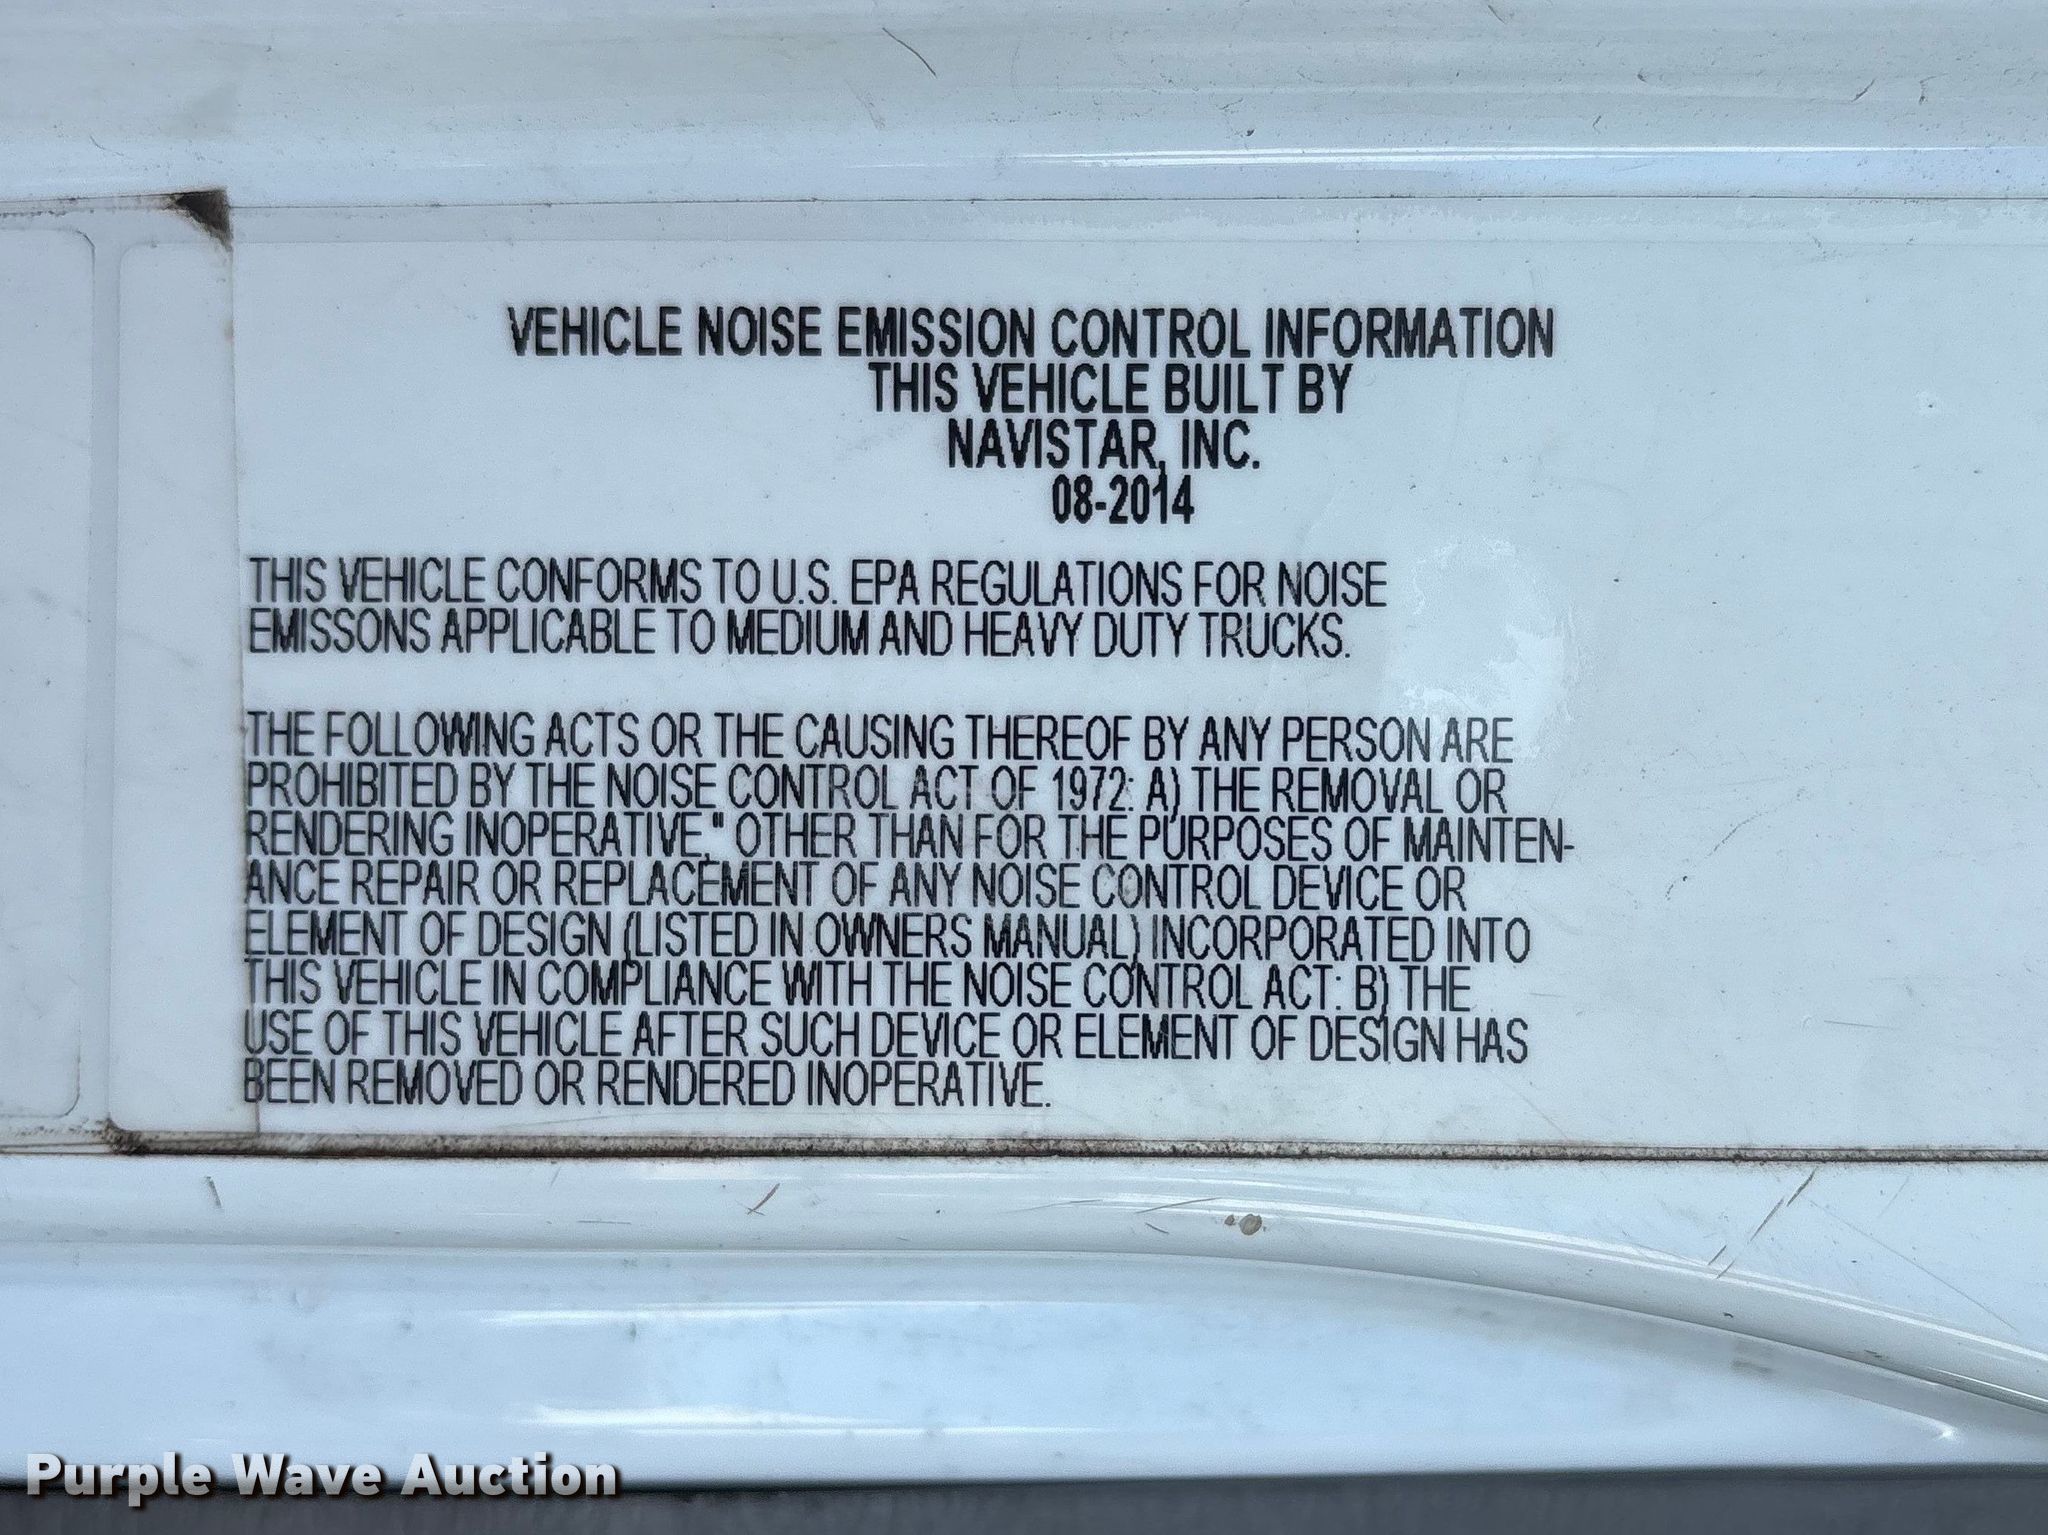 VEHICLE NOISE EMISSION CONTROL INFORMATION
THIS VEHICLE BUILT BY
NAVISTAR, INC.
08-2014
THIS VEHICLE CONFORMS TO U.S. EPA REGULATIONS FOR NOISE
EMISSONS APPLICABLE TO MEDIUM AND HEAVY DUTY TRUCKS.
THE FOLLOWING ACTS OR THE CAUSING THEREOF BY ANY PERSON ARE
PROHIBITED BY THE NOISE CONTROL ACT OF 1972: A) THE REMOVAL OR
RENDERING INOPERATIVE," OTHER THAN FOR THE PURPOSES OF MAINTEN-
ANCE REPAIR OR REPLACEMENT OF ANY NOISE CONTROL DEVICE OR
ELEMENT OF DESIGN (LISTED IN OWNERS MANUAL) INCORPORATED INTO
THIS VEHICLE IN COMPLIANCE WITH THE NOISE CONTROL ACT: B) THE
USE OF THIS VEHICLE AFTER SUCH DEVICE OR ELEMENT OF DESIGN HAS
BEEN REMOVED OR RENDERED INOPERATIVE.
Purple Wave Auction